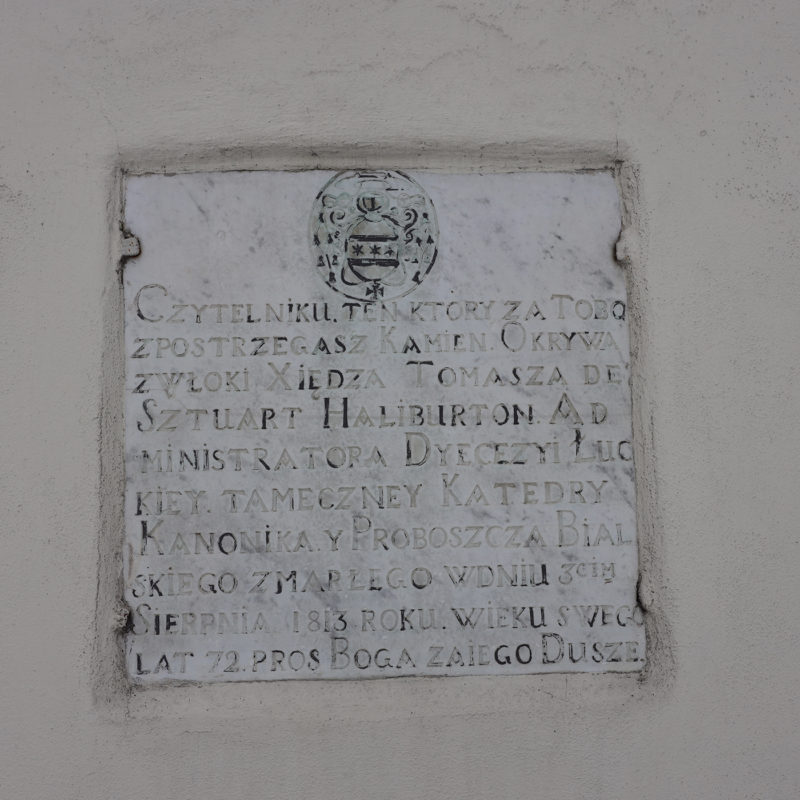 CZYTELNIKU. TEN KTORY ZA TOBO
ZPOSTRZEGASZ KAMIEN. OKRYWA
ZWŁOKI XIĘDZA TOMASZA DE
SZTUART HALIBURTON. AD
MINISTRATORA DYECEZYI ŁUC
KIEY. TAMECZNEY KATEDRY
KANONIKA. Y PROBOSZCZA BIAL
SKIEGO ZMARŁEGO WDNIU 3CIM
SIERPNIA. 1813 ROKU. WIEKU SWEGO
LAT 72. PROS BOGA ZAIEGO DUSZE.